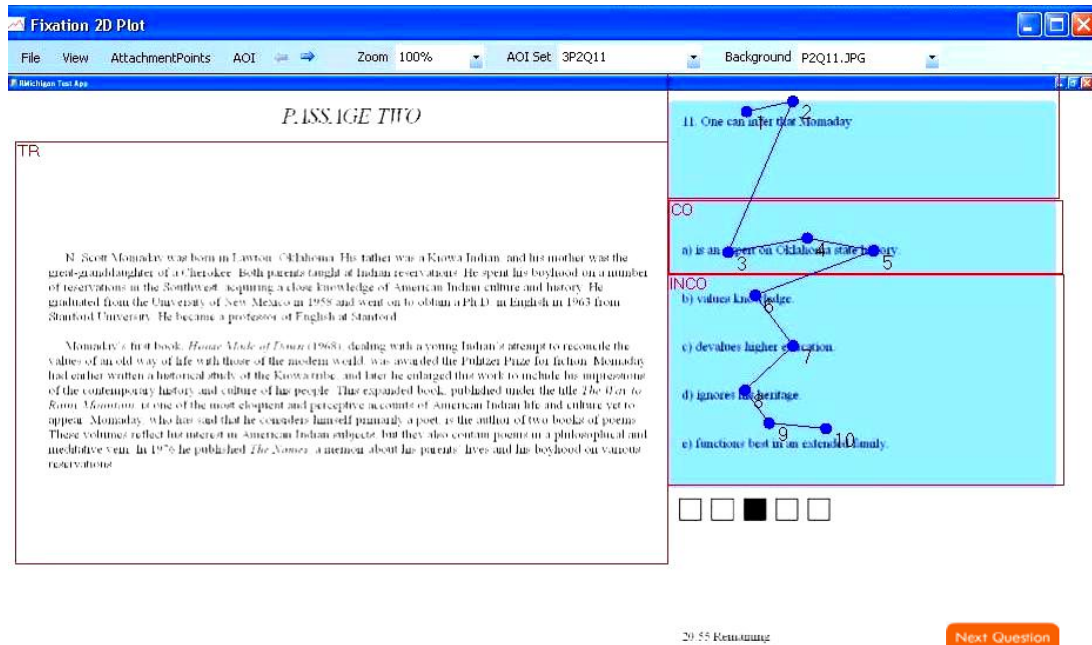 Fixation 2D Plot
File View AttachmentPoints AOI Zoom 100% AOI Set 3P2Q11 Background P2Q11.JPG
RMichigan Test App
PASSAGE TWO
TR
N. Scott Momaday was born in Lawton, Oklahoma. His father was a Kiowa Indian, and his mother was the
great-granddaughter of a Cherokee. Both parents taught at Indian reservations. He spent his boyhood on a number
of reservations in the Southwest, acquiring a close knowledge of American Indian culture and history. He
graduated from the University of New Mexico in 1958 and went on to obtain a Ph.D. in English in 1963 from
Stanford University. He became a professor of English at Stanford.
Momaday's first book, House Made of Dawn (1968), dealing with a young Indian's attempt to reconcile the
values of an old way of life with those of the modern world, was awarded the Pulitzer Prize for fiction. Momaday
had earlier written a historical study of the Kiowa tribe, and later he enlarged this work to include his impressions
of the contemporary history and culture of his people. This expanded book, published under the title The Way to
Rainy Mountain, is one of the most eloquent and perceptive accounts of American Indian life and culture yet to
appear. Momaday, who has said that he considers himself primarily a poet, is the author of two books of poems.
These volumes reflect his interest in American Indian subjects, but they also contain poems in a philosophical and
meditative vein. In 1976 he published The Names, a memoir about his parents' lives and his boyhood on various
reservations.
1 2
11. One can infer that Momaday
CO
a) is an expert on Oklahoma state history.
3 4 5
INCO
b) values knowledge.
6
c) devalues higher education.
7
d) ignores his heritage.
8
9 10
e) functions best in an extended family.
29:55 Remaining
Next Question